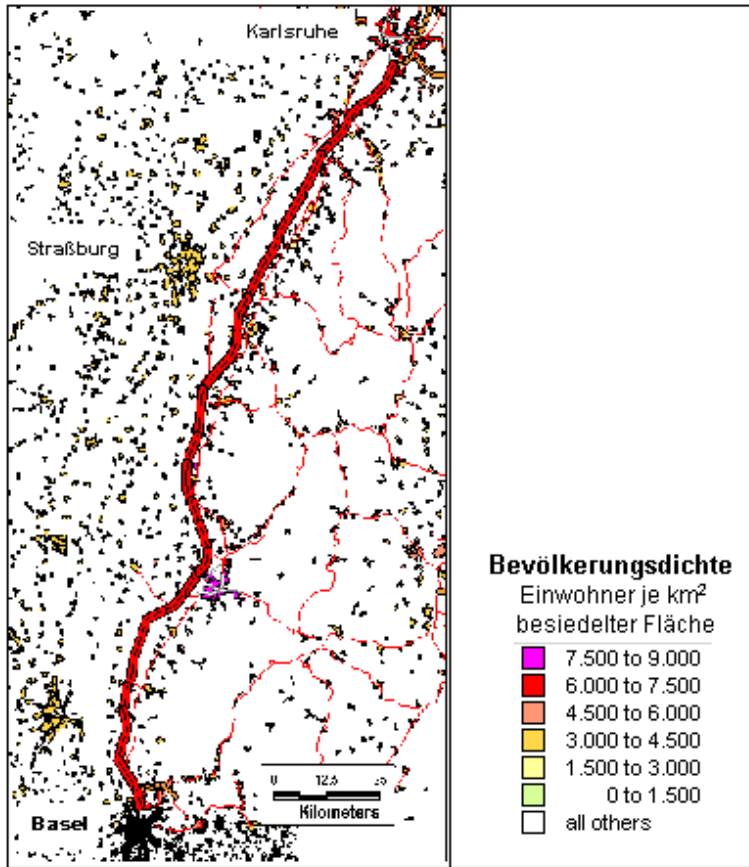 Karlsruhe
Straßburg
Basel
0 12,5 25
Kilometers
Bevölkerungsdichte
Einwohner je km²
besiedelter Fläche
7.500 to 9.000
6.000 to 7.500
4.500 to 6.000
3.000 to 4.500
1.500 to 3.000
0 to 1.500
all others